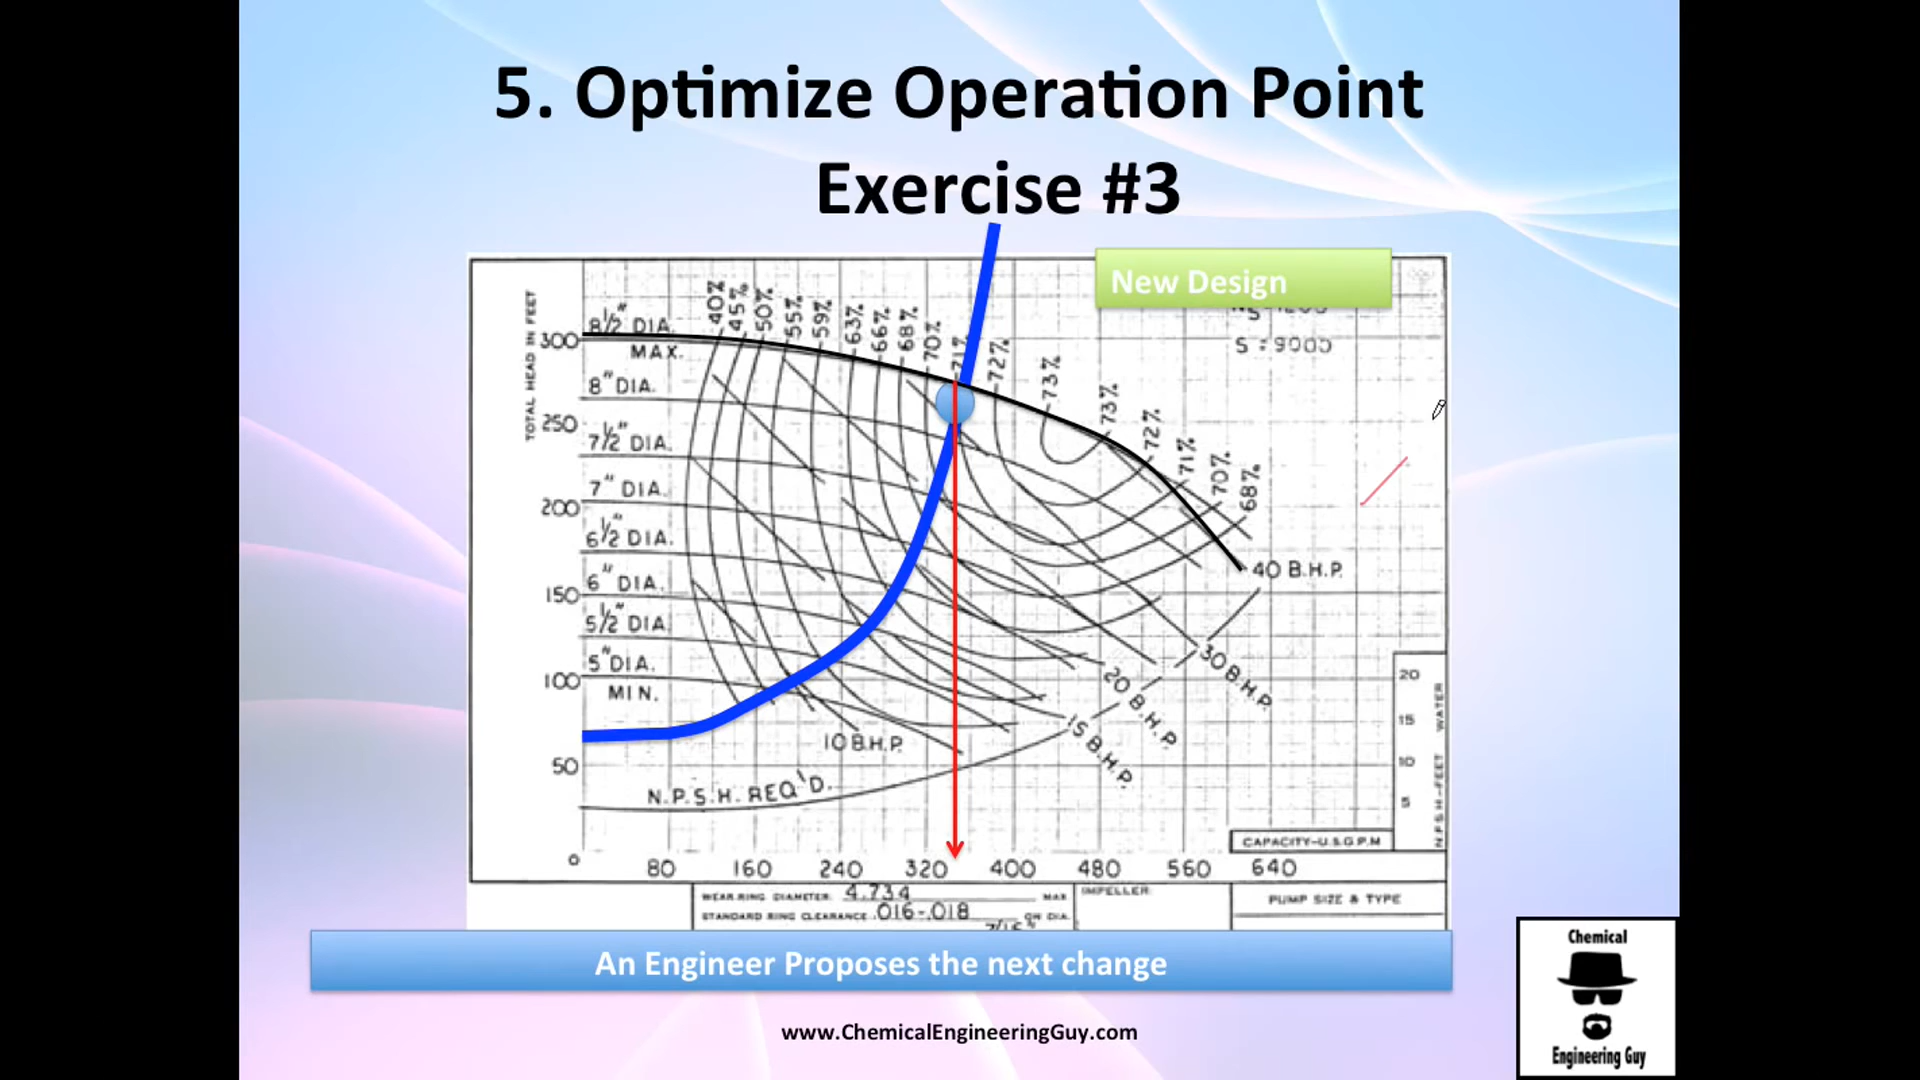 5. Optimize Operation Point
Exercise #3
New Design
S = 9000
TOTAL HEAD IN FEET
40% 45% 50% 55% 59% 63% 66% 68% 70% 71% 72% 73% 73% 72% 71% 70% 68%
8½" DIA.
300
MAX.
8" DIA.
250
7½" DIA.
7" DIA.
200
6½" DIA.
40 B.H.P.
6" DIA.
150
5½" DIA
30 B.H.P.
5" DIA.
100
MIN.
20 B.H.P.
15 B.H.P.
10 B.H.P.
50
N.P.S.H. REQ'D.
20
15
10
5
N.P.S.H-FEET WATER
CAPACITY-U.S.G.P.M
0 80 160 240 320 400 480 560 640
WEAR RING DIAMETER: 4.734 MAX
STANDARD RING CLEARANCE .016-.018 ON DIA.
IMPELLER:
PUMP SIZE & TYPE
An Engineer Proposes the next change
www.ChemicalEngineeringGuy.com
Chemical
Engineering Guy